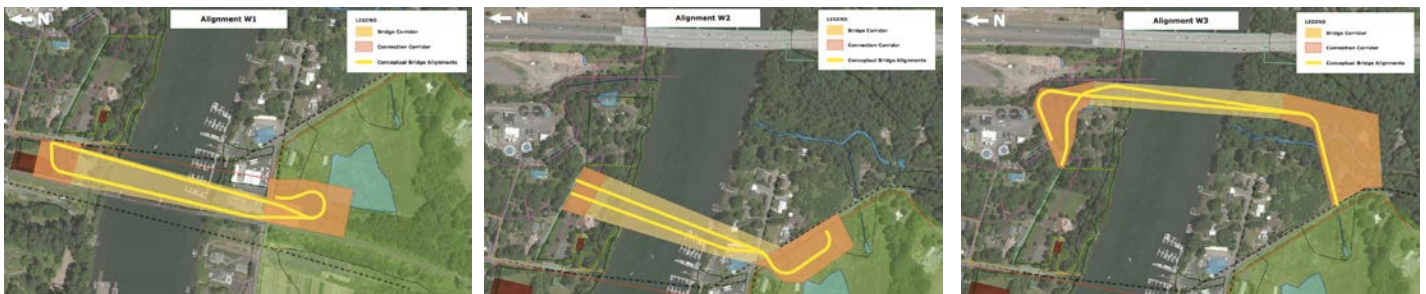 N
Alignment W1
LEGEND
Bridge Corridor
Connection Corridor
Conceptual Bridge Alignments
N
Alignment W2
LEGEND
Bridge Corridor
Connection Corridor
Conceptual Bridge Alignments
N
Alignment W3
LEGEND
Bridge Corridor
Connection Corridor
Conceptual Bridge Alignments